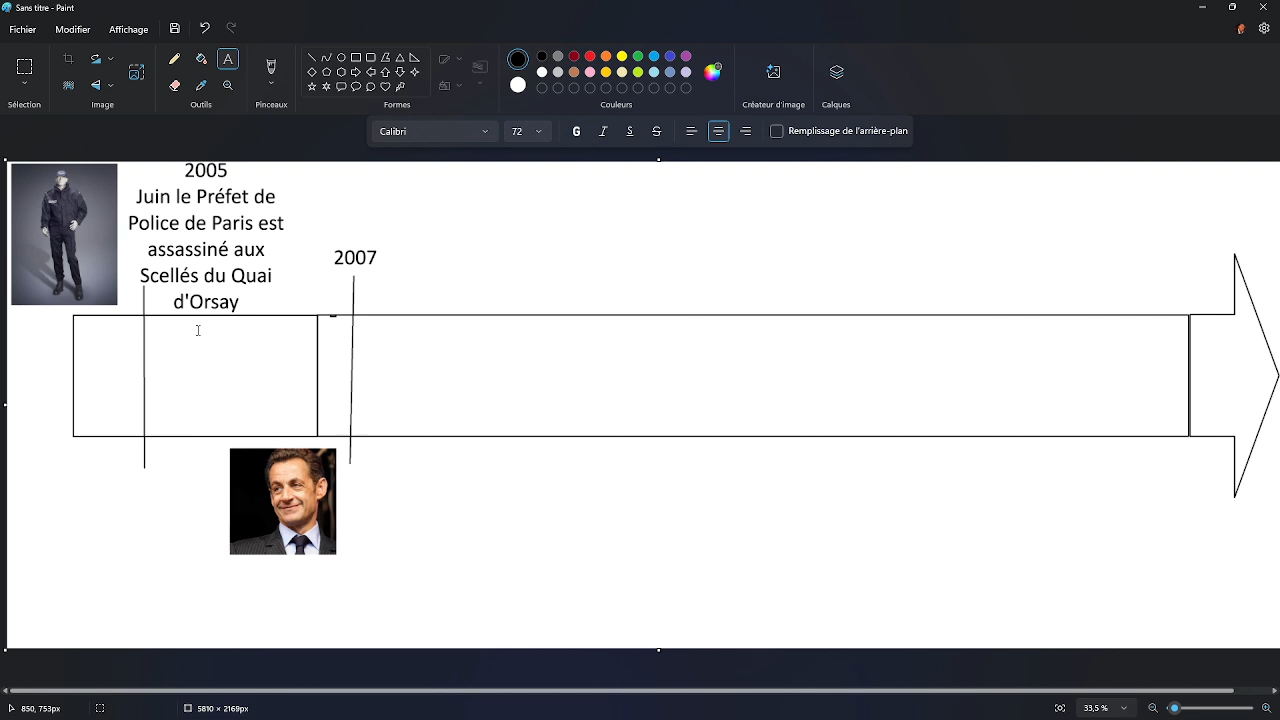 Sans titre - Paint
Fichier
Modifier
Affichage
Sélection
Image
Outils
Pinceaux
Formes
Couleurs
Créateur d'image
Calques
Calibri
72
G
I
S
S
Remplissage de l'arrière-plan
2005
Juin le Préfet de
Police de Paris est
assassiné aux
Scellés du Quai
d'Orsay
2007
850, 753px
5810 × 2169px
33,5 %